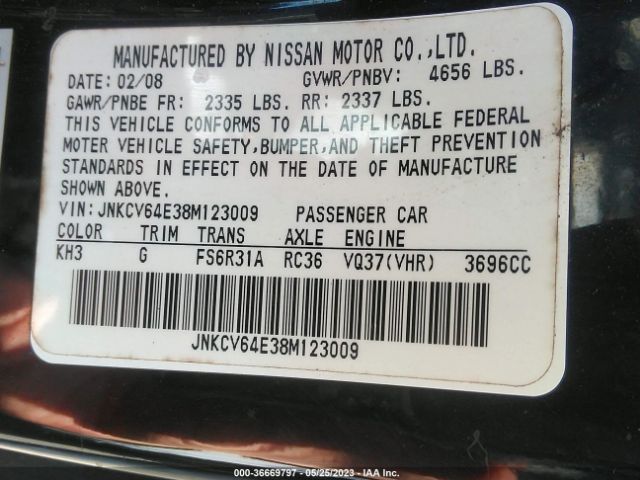 MANUFACTURED BY NISSAN MOTOR CO.,LTD.
DATE: 02/08 GVWR/PNBV: 4656 LBS.
GAWR/PNBE FR: 2335 LBS. RR: 2337 LBS.
THIS VEHICLE CONFORMS TO ALL APPLICABLE FEDERAL
MOTER VEHICLE SAFETY,BUMPER,AND THEFT PREVENTION
STANDARDS IN EFFECT ON THE DATE OF MANUFACTURE
SHOWN ABOVE.
VIN:JNKCV64E38M123009 PASSENGER CAR
COLOR TRIM TRANS AXLE ENGINE
KH3 G FS6R31A RC36 VQ37(VHR) 3696CC
JNKCV64E38M123009
000-36669797 - 05/25/2023 - IAA Inc.